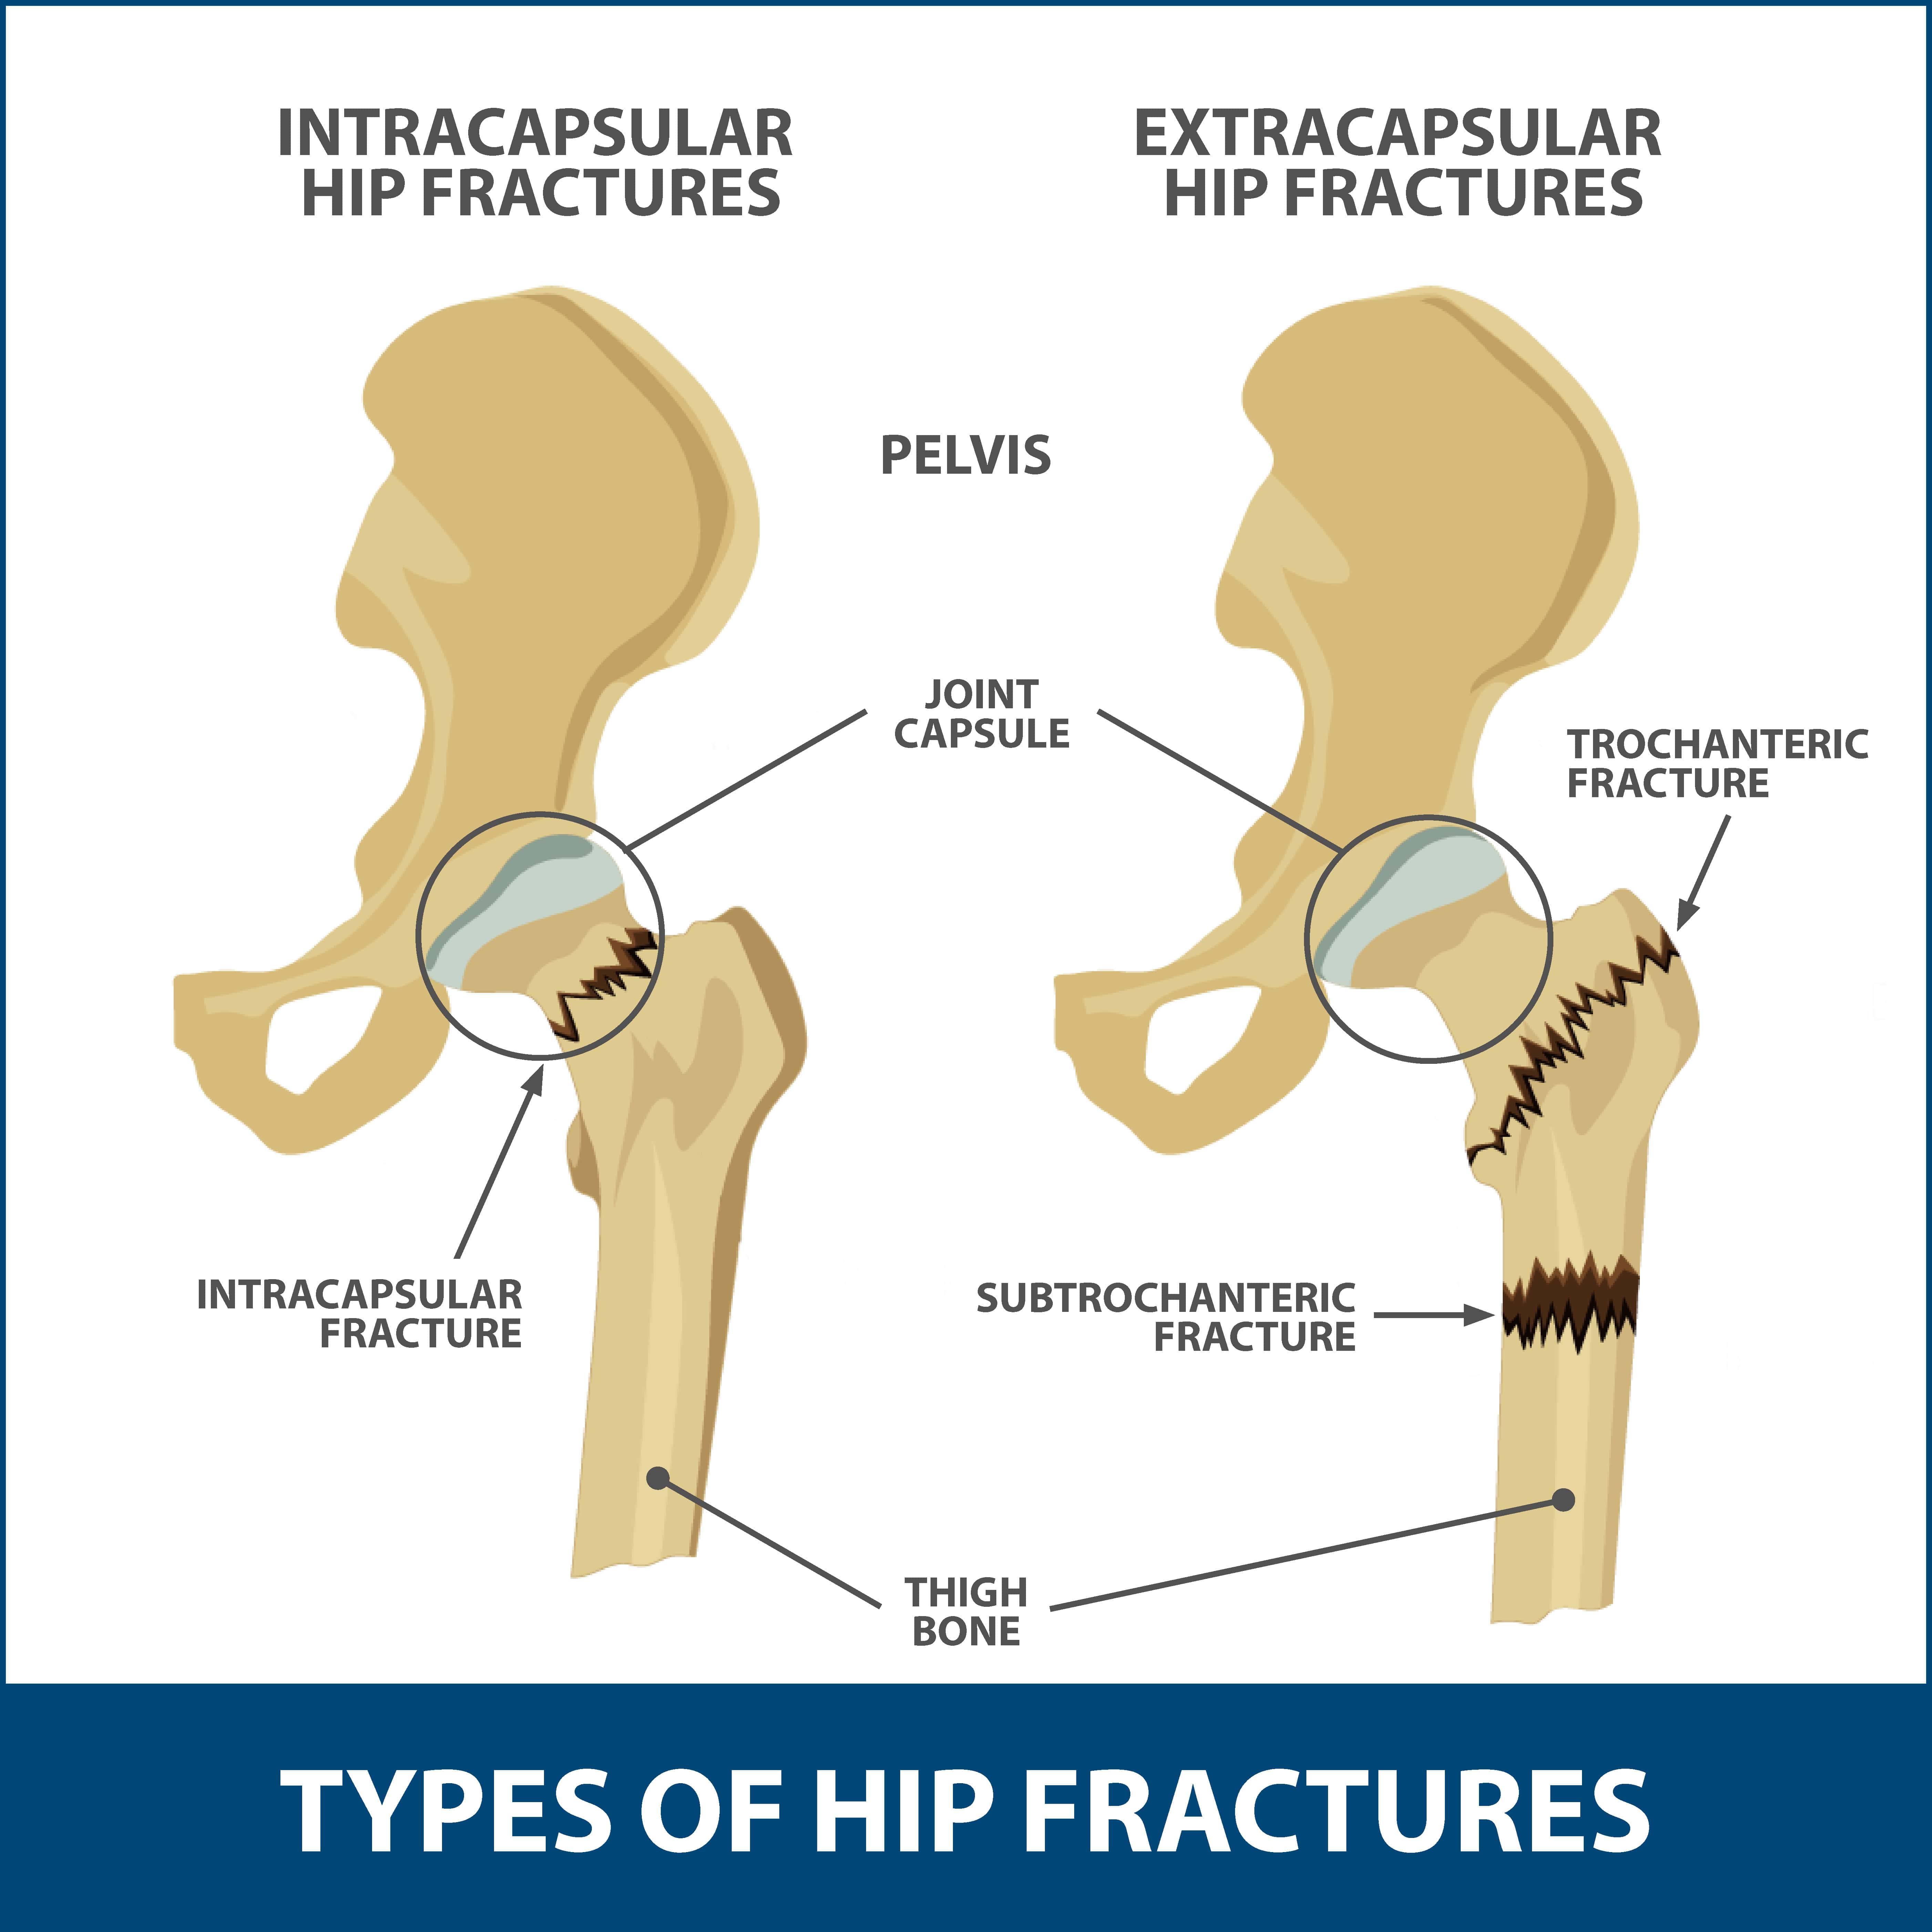 INTRACAPSULAR
HIP FRACTURES
EXTRACAPSULAR
HIP FRACTURES
PELVIS
JOINT
CAPSULE
TROCHANTERIC
FRACTURE
INTRACAPSULAR
FRACTURE
SUBTROCHANTERIC
FRACTURE
THIGH
BONE
TYPES OF HIP FRACTURES